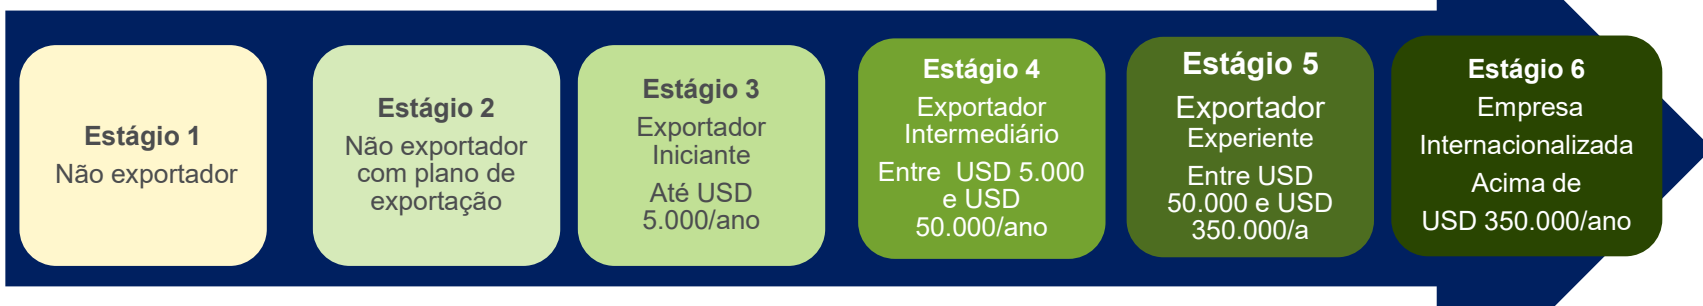 Estágio 1
Não exportador
Estágio 2
Não exportador
com plano de
exportação
Estágio 3
Exportador
Iniciante
Até USD
5.000/ano
Estágio 4
Exportador
Intermediário
Entre USD 5.000
e USD
50.000/ano
Estágio 5
Exportador
Experiente
Entre USD
50.000 e USD
350.000/a
Estágio 6
Empresa
Internacionalizada
Acima de
USD 350.000/ano